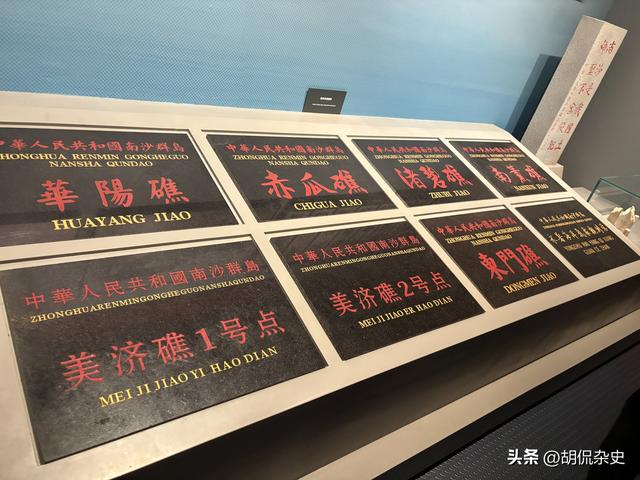 中華人民共和國南沙群島
ZHONGHUA RENMIN GONGHEGUO
NANSHA QUNDAO
華陽礁
HUAYANG JIAO
中華人民共和國南沙群島
ZHONGHUA RENMIN GONGHEGUO
NANSHA QUNDAO
赤瓜礁
CHIGUA JIAO
中華人民共和國南沙群島
ZHONGHUA RENMIN GONGHEGUO
NANSHA QUNDAO
渚碧礁
ZHUBI JIAO
南薰礁
NANXUN JIAO
中華人民共和國南沙群島
ZHONGHUARENMINGONGHEGUONANSHAQUNDAO
美济礁1号点
MEI JI JIAO YI HAO DIAN
中華人民共和國南沙群島
ZHONGHUARENMINGONGHEGUONANSHAQUNDAO
美济礁2号点
MEI JI JIAO ER HAO DIAN
中華人民共和國南沙群島
ZHONGHUA RENMIN GONGHEGUO
NANSHA QUNDAO
東門礁
DONGMEN JIAO
头条 @胡侃杂史